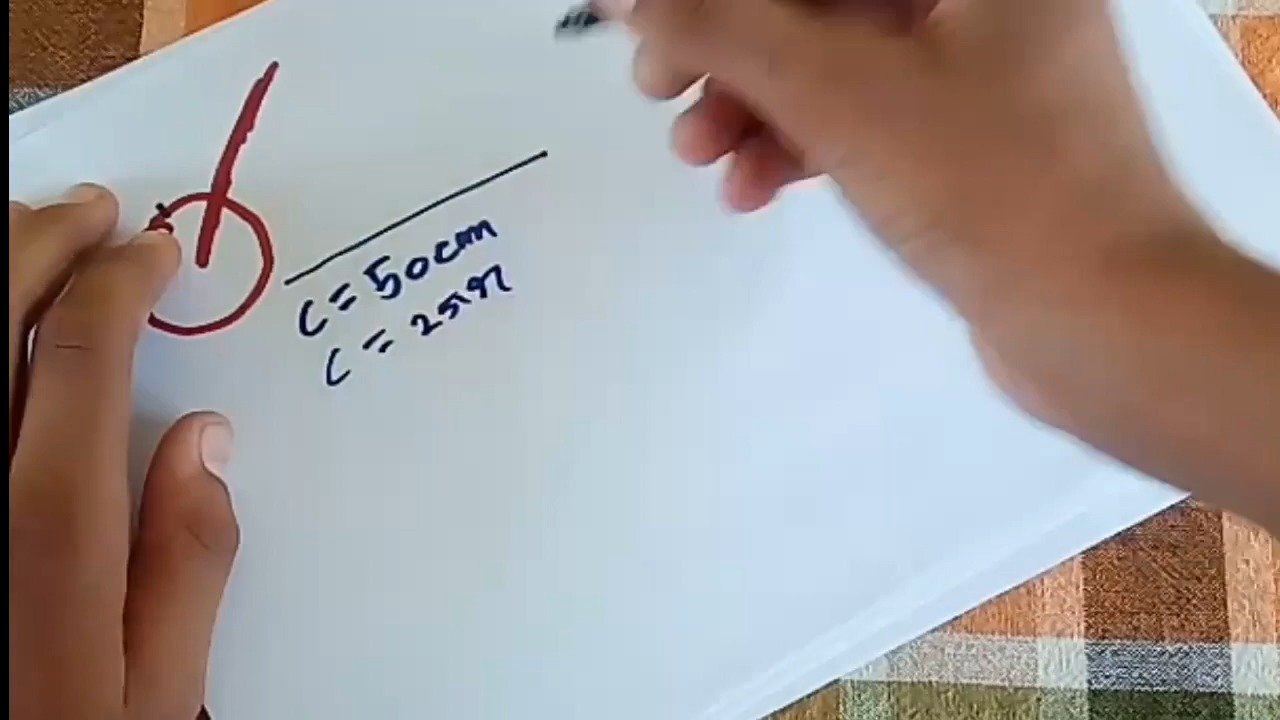 C = 50cm
C = 2πr